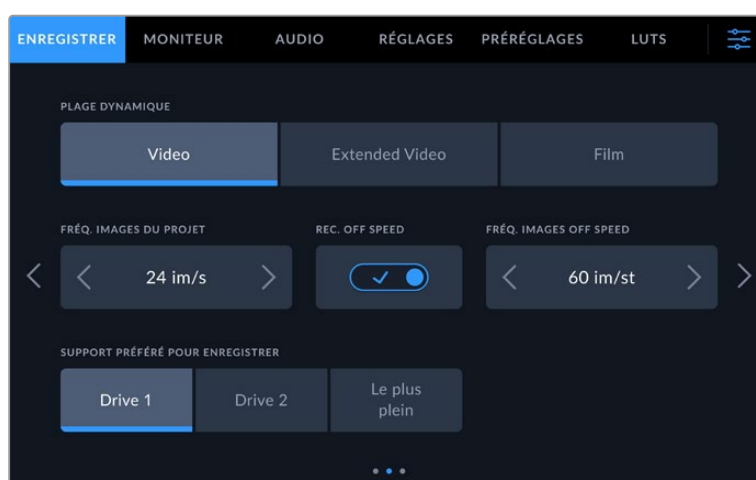 ENREGISTRER MONITEUR AUDIO RÉGLAGES PRÉRÉGLAGES LUTS
PLAGE DYNAMIQUE
Video Extended Video Film
FRÉQ. IMAGES DU PROJET REC. OFF SPEED FRÉQ. IMAGES OFF SPEED
24 im/s 60 im/st
SUPPORT PRÉFÉRÉ POUR ENREGISTRER
Drive 1 Drive 2 Le plus
plein